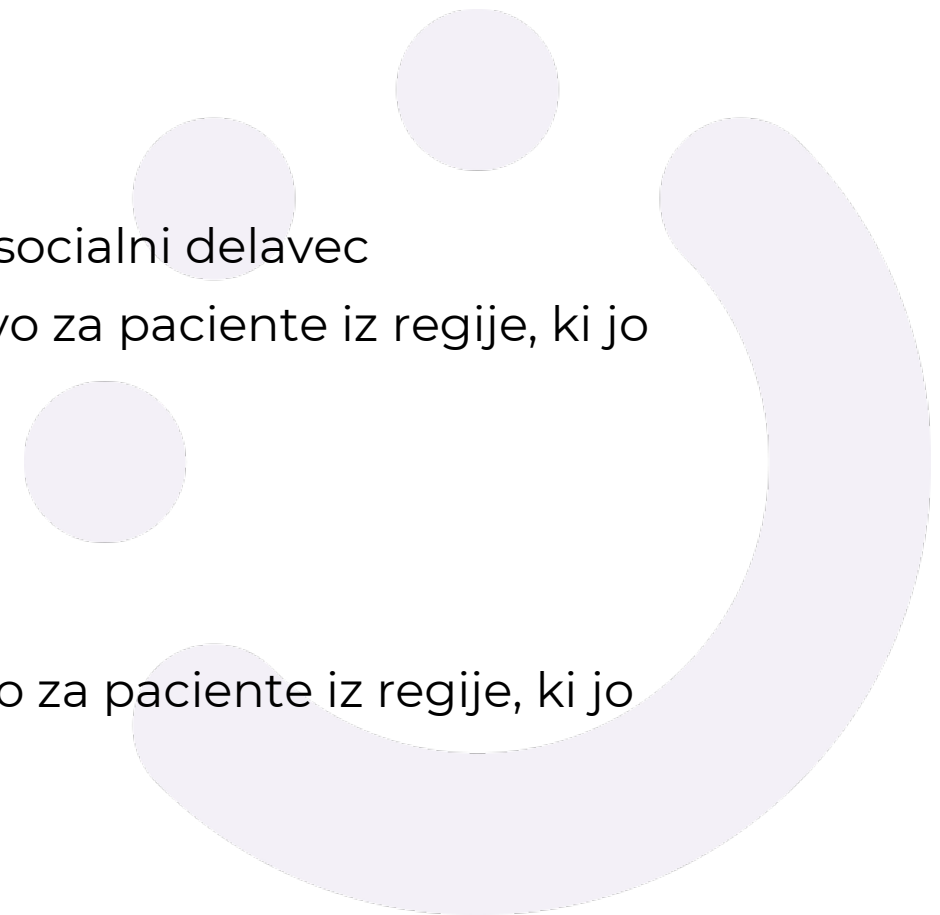 socialni delavec
vo za paciente iz regije, ki jo
o za paciente iz regije, ki jo